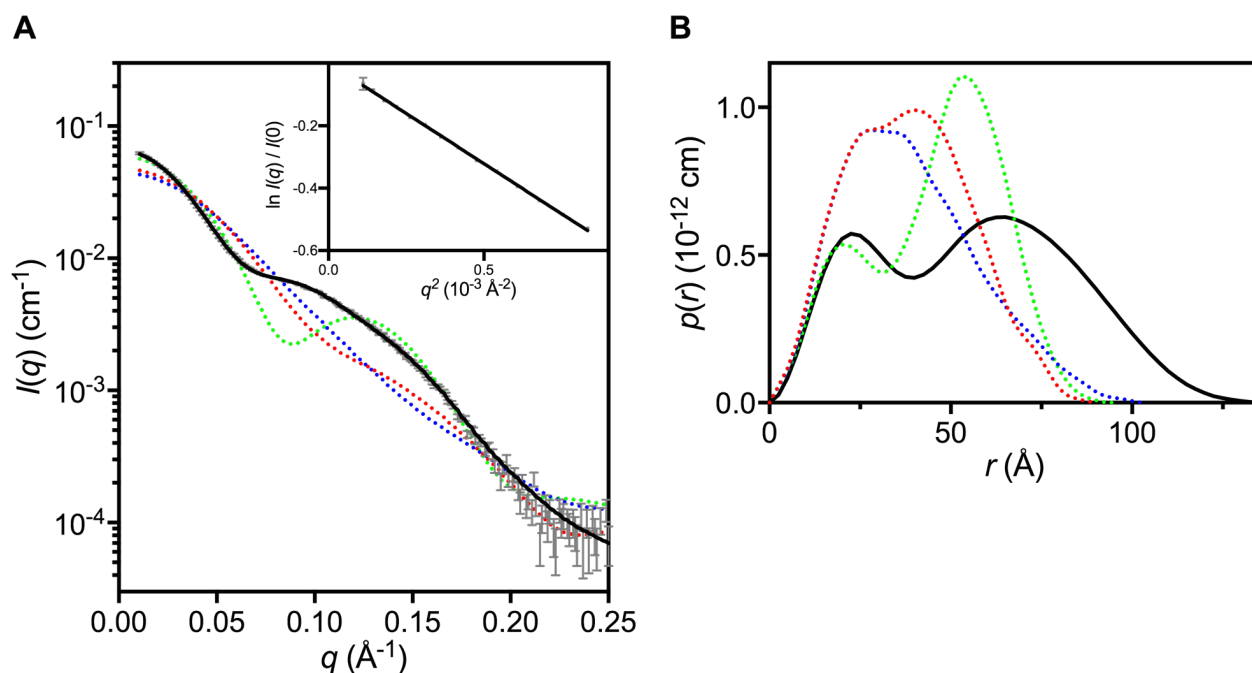 A
I(q) (cm-1)
10-1
10-2
10-3
10-4
0.00 0.05 0.10 0.15 0.20 0.25
q (Å-1)
ln I(q) / I(0)
-0.2
-0.4
-0.6
0.0 0.5
q2 (10-3 Å-2)
B
p(r) (10-12 cm)
1.0
0.5
0.0
0 50 100
r (Å)